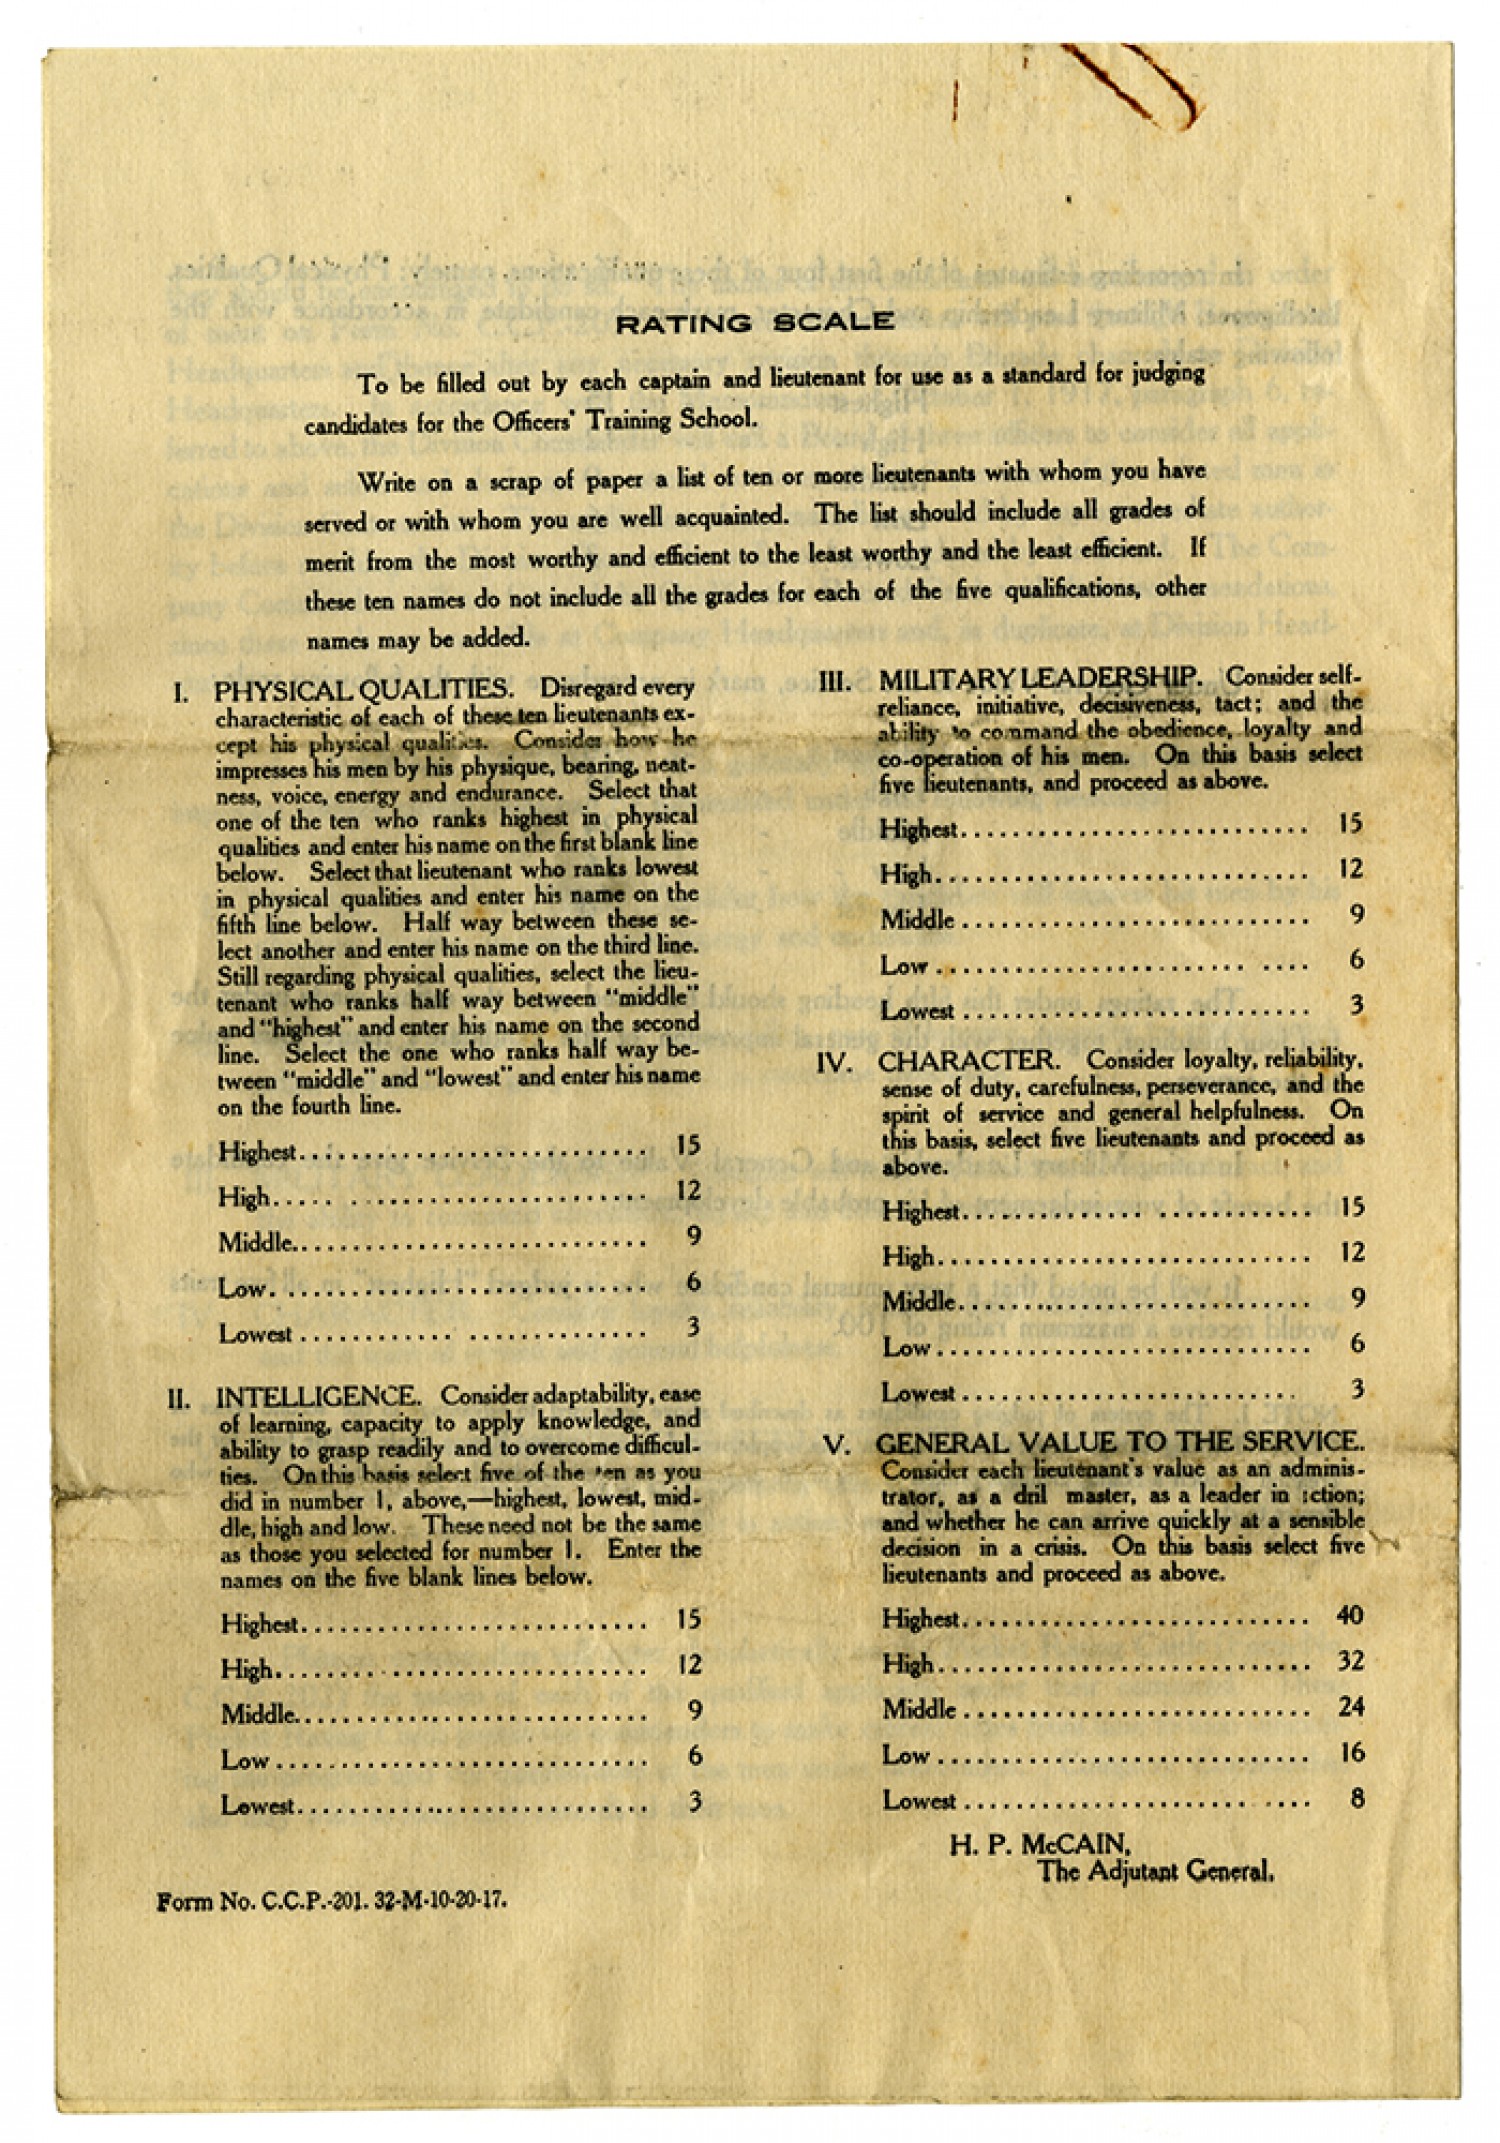 RATING SCALE
To be filled out by each captain and lieutenant for use as a standard for judging
candidates for the Officers' Training School.
Write on a scrap of paper a list of ten or more lieutenants with whom you have
served or with whom you are well acquainted. The list should include all grades of
merit from the most worthy and efficient to the least worthy and the least efficient. If
these ten names do not include all the grades for each of the five qualifications, other
names may be added.
I. PHYSICAL QUALITIES. Disregard every
characteristic of each of these ten lieutenants ex-
cept his physical qualities. Consider how he
impresses his men by his physique, bearing, neat-
ness, voice, energy and endurance. Select that
one of the ten who ranks highest in physical
qualities and enter his name on the first blank line
below. Select that lieutenant who ranks lowest
in physical qualities and enter his name on the
fifth line below. Half way between these se-
lect another and enter his name on the third line.
Still regarding physical qualities, select the lieu-
tenant who ranks half way between "middle"
and "highest" and enter his name on the second
line. Select the one who ranks half way be-
tween "middle" and "lowest" and enter his name
on the fourth line.
Highest........................... 15
High............................ 12
Middle........................... 9
Low............................. 6
Lowest.......................... 3
II. INTELLIGENCE. Consider adaptability, ease
of learning, capacity to apply knowledge, and
ability to grasp readily and to overcome difficul-
ties. On this basis select five of the ten as you
did in number 1, above,—highest, lowest, mid-
dle, high and low. These need not be the same
as those you selected for number 1. Enter the
names on the five blank lines below.
Highest........................... 15
High............................. 12
Middle........................... 9
Low............................. 6
Lowest........................... 3
III. MILITARY LEADERSHIP. Consider self-
reliance, initiative, decisiveness, tact; and the
ability to command the obedience, loyalty and
co-operation of his men. On this basis select
five lieutenants, and proceed as above.
Highest........................... 15
High............................. 12
Middle........................... 9
Low............................ 6
Lowest........................... 3
IV. CHARACTER. Consider loyalty, reliability,
sense of duty, carefulness, perseverance, and the
spirit of service and general helpfulness. On
this basis, select five lieutenants and proceed as
above.
Highest........................... 15
High............................. 12
Middle........................... 9
Low............................. 6
Lowest.......................... 3
V. GENERAL VALUE TO THE SERVICE.
Consider each lieutenant's value as an adminis-
trator, as a dril master, as a leader in ction;
and whether he can arrive quickly at a sensible
decision in a crisis. On this basis select five
lieutenants and proceed as above.
Highest........................... 40
High............................. 32
Middle........................... 24
Low............................. 16
Lowest........................... 8
H. P. McCAIN,
The Adjutant General.
Form No. C.C.P.-201. 32-M-10-20-17.